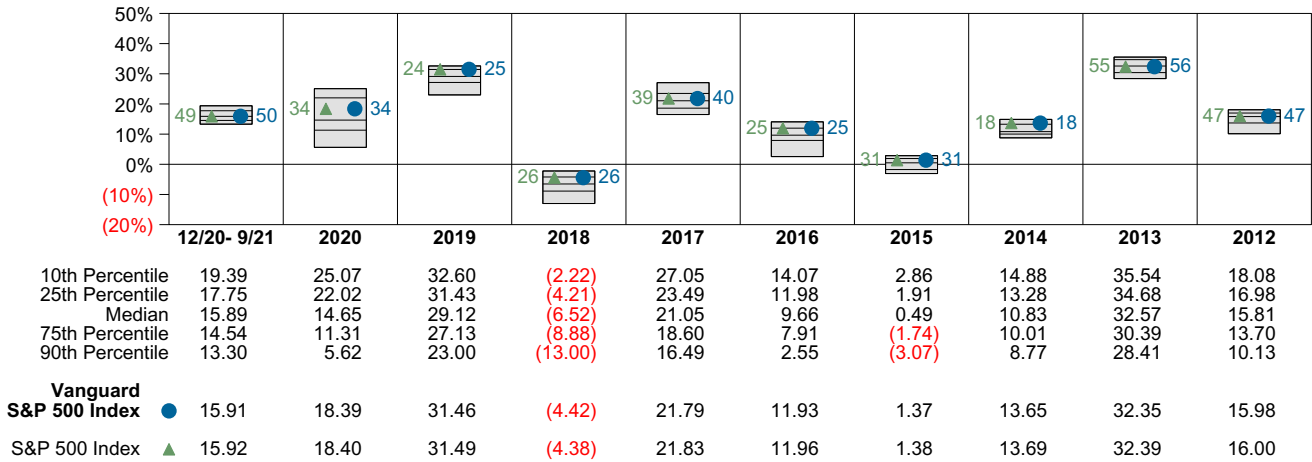 50%
40%
30%
20%
10%
0%
(10%)
(20%)
49 50 34 34 24 25 26 26 39 40 25 25 31 31 18 18 55 56 47 47
12/20- 9/21 2020 2019 2018 2017 2016 2015 2014 2013 2012
10th Percentile 19.39 25.07 32.60 (2.22) 27.05 14.07 2.86 14.88 35.54 18.08
25th Percentile 17.75 22.02 31.43 (4.21) 23.49 11.98 1.91 13.28 34.68 16.98
Median 15.89 14.65 29.12 (6.52) 21.05 9.66 0.49 10.83 32.57 15.81
75th Percentile 14.54 11.31 27.13 (8.88) 18.60 7.91 (1.74) 10.01 30.39 13.70
90th Percentile 13.30 5.62 23.00 (13.00) 16.49 2.55 (3.07) 8.77 28.41 10.13
Vanguard
S&P 500 Index 15.91 18.39 31.46 (4.42) 21.79 11.93 1.37 13.65 32.35 15.98
S&P 500 Index 15.92 18.40 31.49 (4.38) 21.83 11.96 1.38 13.69 32.39 16.00